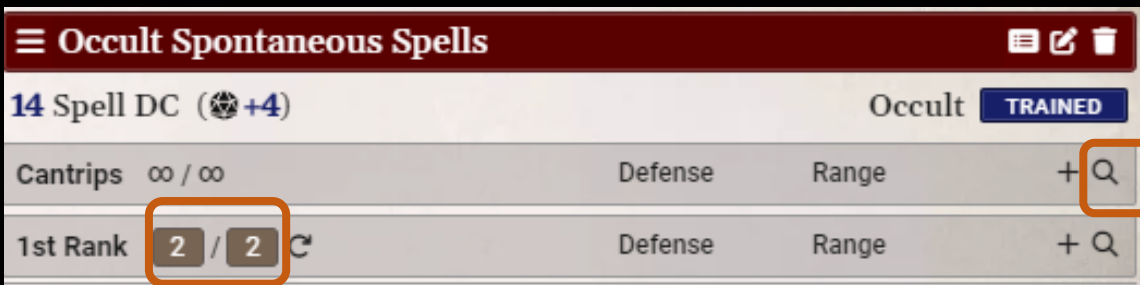 Occult Spontaneous Spells
14 Spell DC (+4) Occult TRAINED
Cantrips ∞ / ∞ Defense Range +
1st Rank 2 / 2 Defense Range +